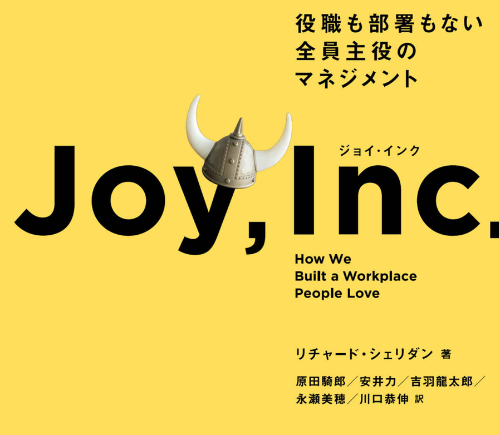 役職も部署もない
全員主役の
マネジメント
ジョイ・インク
Joy, Inc.
How We
Built a Workplace
People Love
リチャード・シェリダン 著
原田騎郎／安井力／吉羽龍太郎／
永瀬美穂／川口恭伸 訳